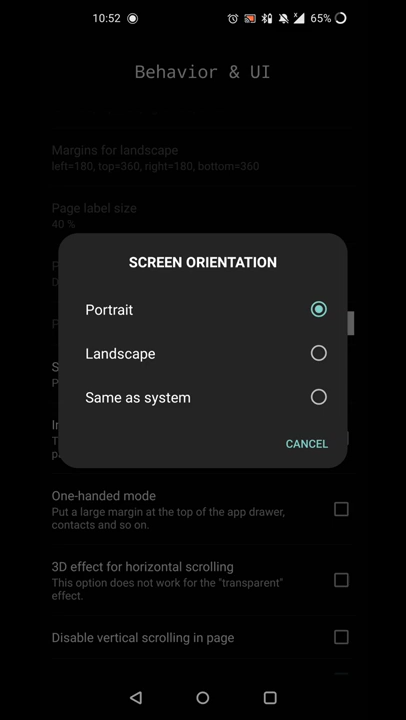 10:52
65%
Behavior & UI
Margins for landscape
left=180, top=360, right=180, bottom=360
Page label size
40 %
SCREEN ORIENTATION
Portrait
Landscape
Same as system
CANCEL
One-handed mode
Put a large margin at the top of the app drawer,
contacts and so on.
3D effect for horizontal scrolling
This option does not work for the "transparent"
effect.
Disable vertical scrolling in page